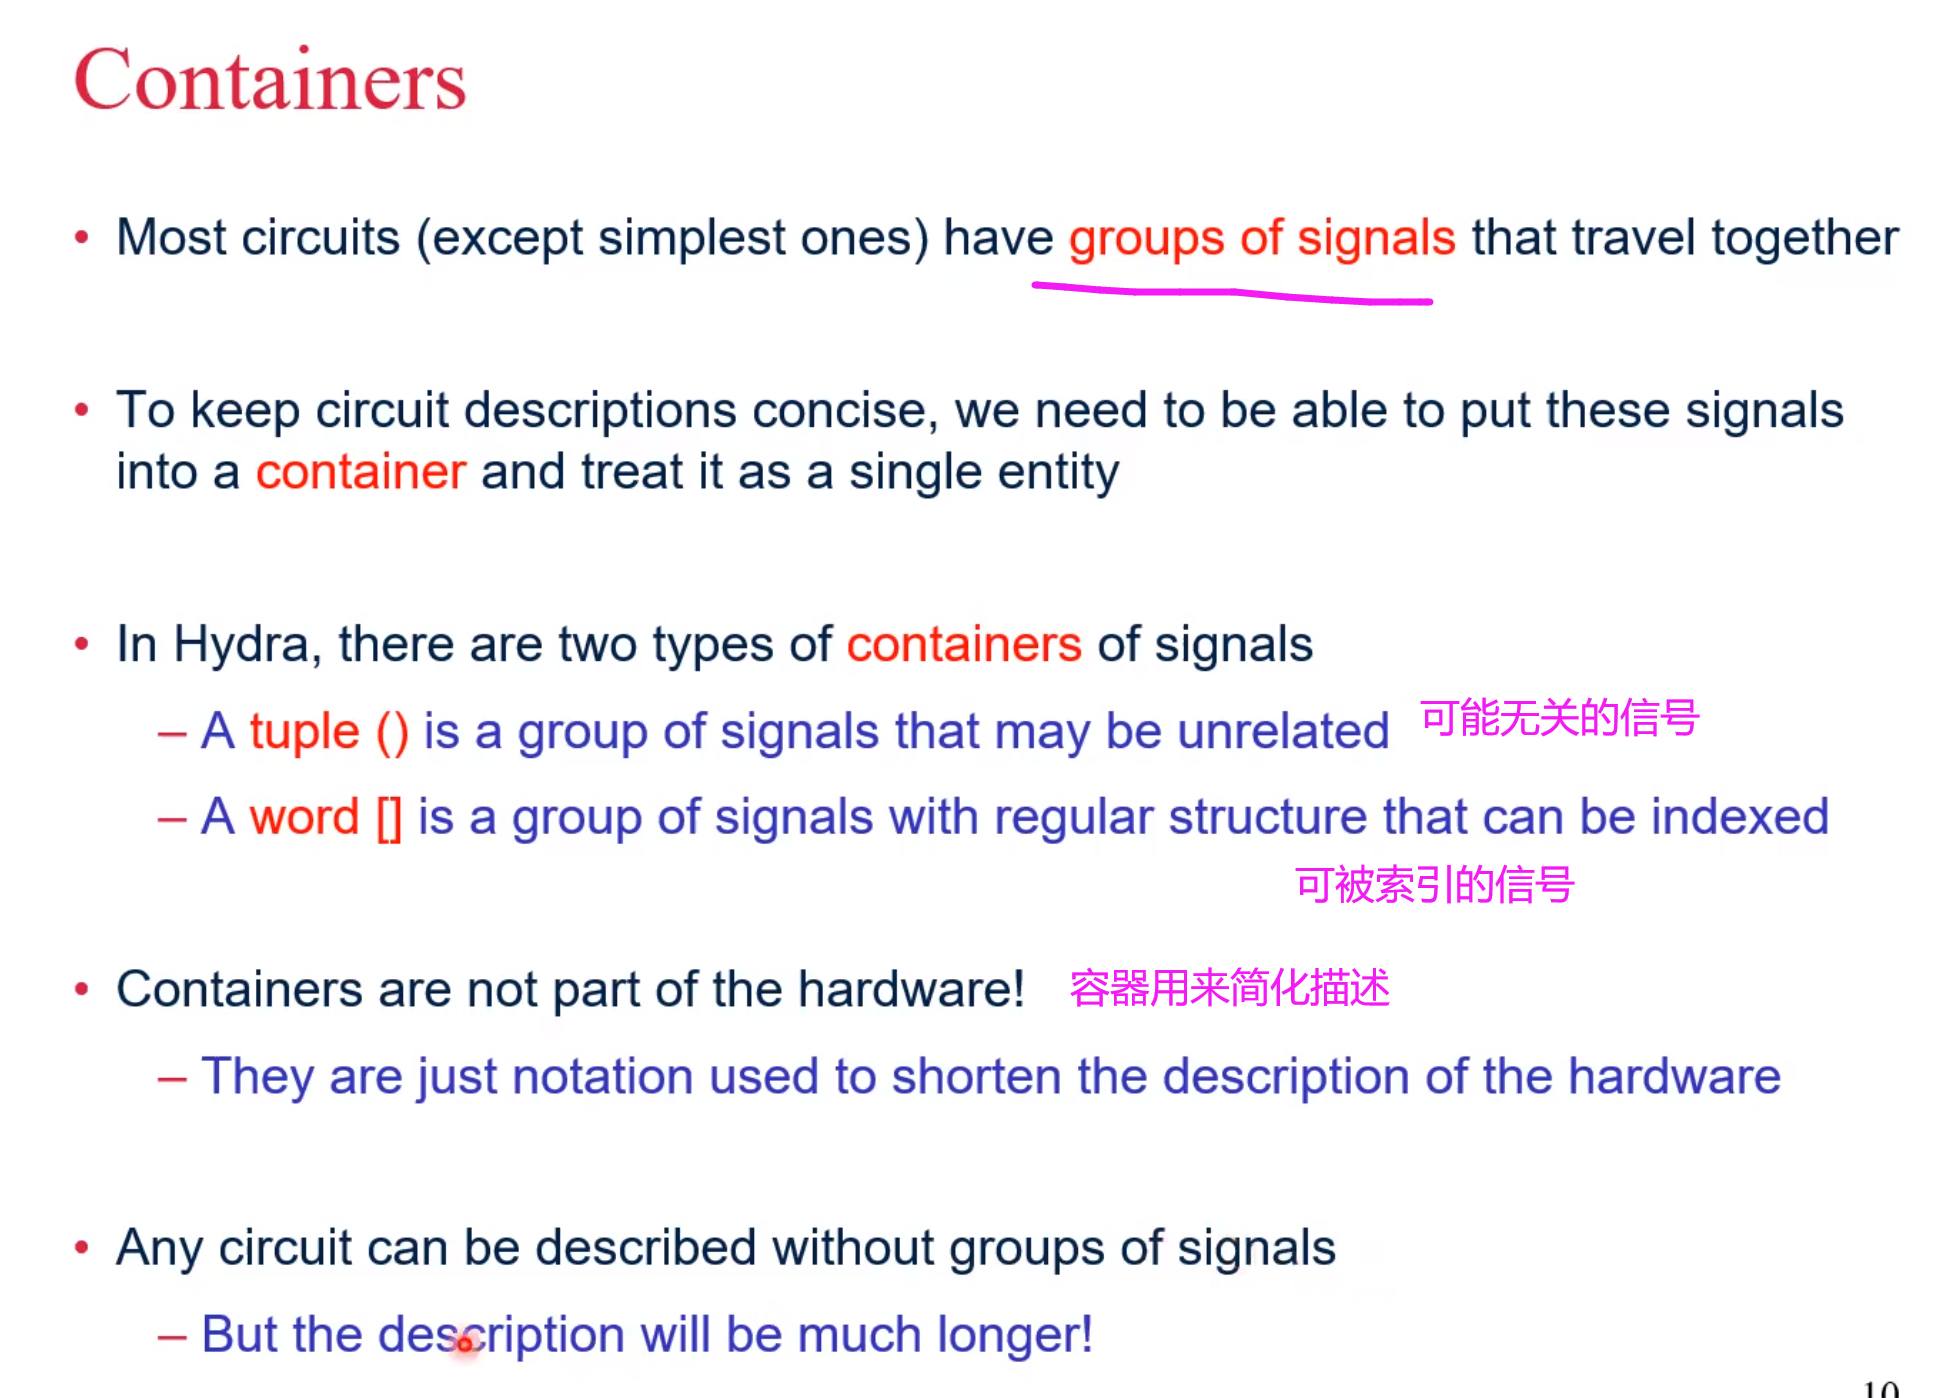 Containers
• Most circuits (except simplest ones) have groups of signals that travel together
• To keep circuit descriptions concise, we need to be able to put these signals
into a container and treat it as a single entity
• In Hydra, there are two types of containers of signals
– A tuple () is a group of signals that may be unrelated 可能无关的信号
– A word [] is a group of signals with regular structure that can be indexed
可被索引的信号
• Containers are not part of the hardware! 容器用来简化描述
– They are just notation used to shorten the description of the hardware
• Any circuit can be described without groups of signals
– But the description will be much longer!
10